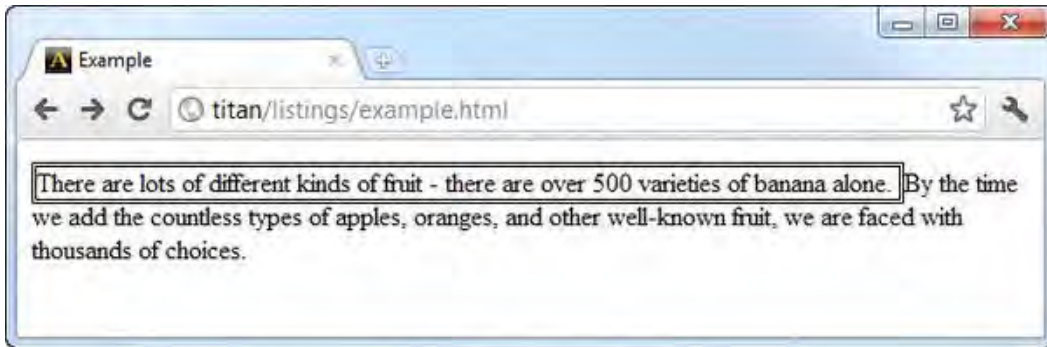 Example
titan/listings/example.html
There are lots of different kinds of fruit - there are over 500 varieties of banana alone. By the time
we add the countless types of apples, oranges, and other well-known fruit, we are faced with
thousands of choices.